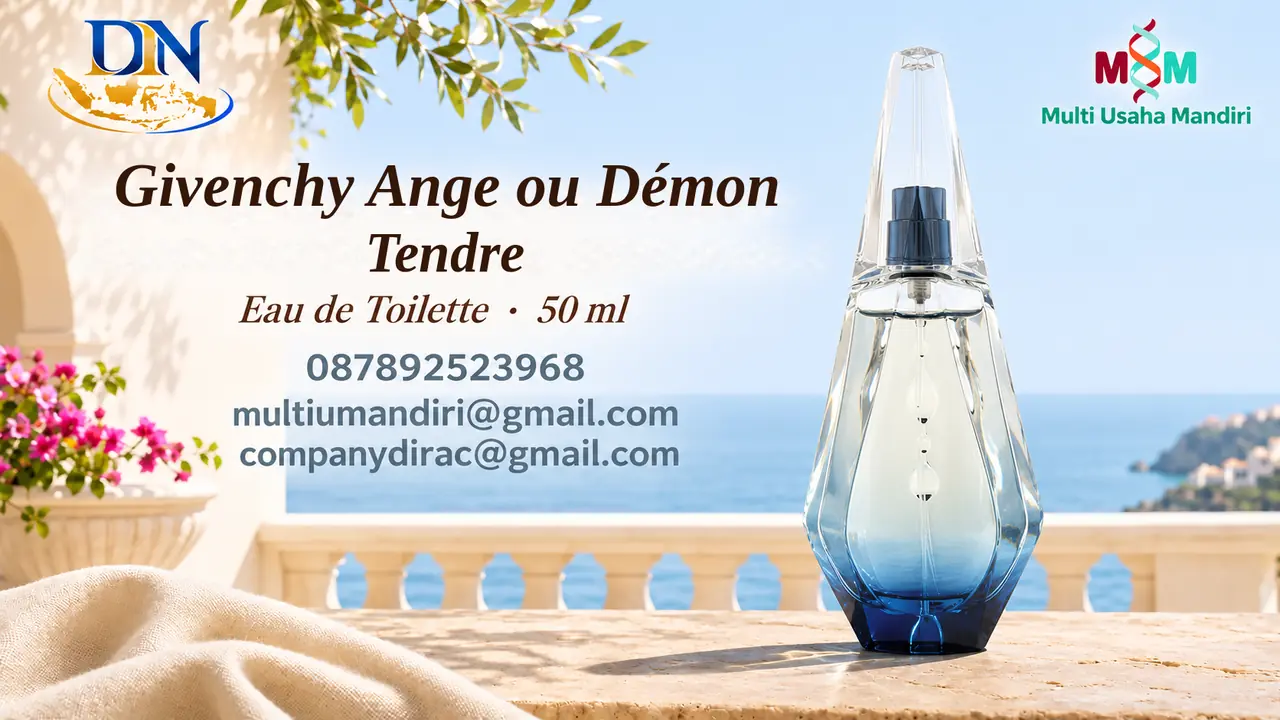 DN
M M
Multi Usaha Mandiri
Givenchy Ange ou Démon
Tendre
Eau de Toilette · 50 ml
087892523968
multiumandiri@gmail.com
companydirac@gmail.com